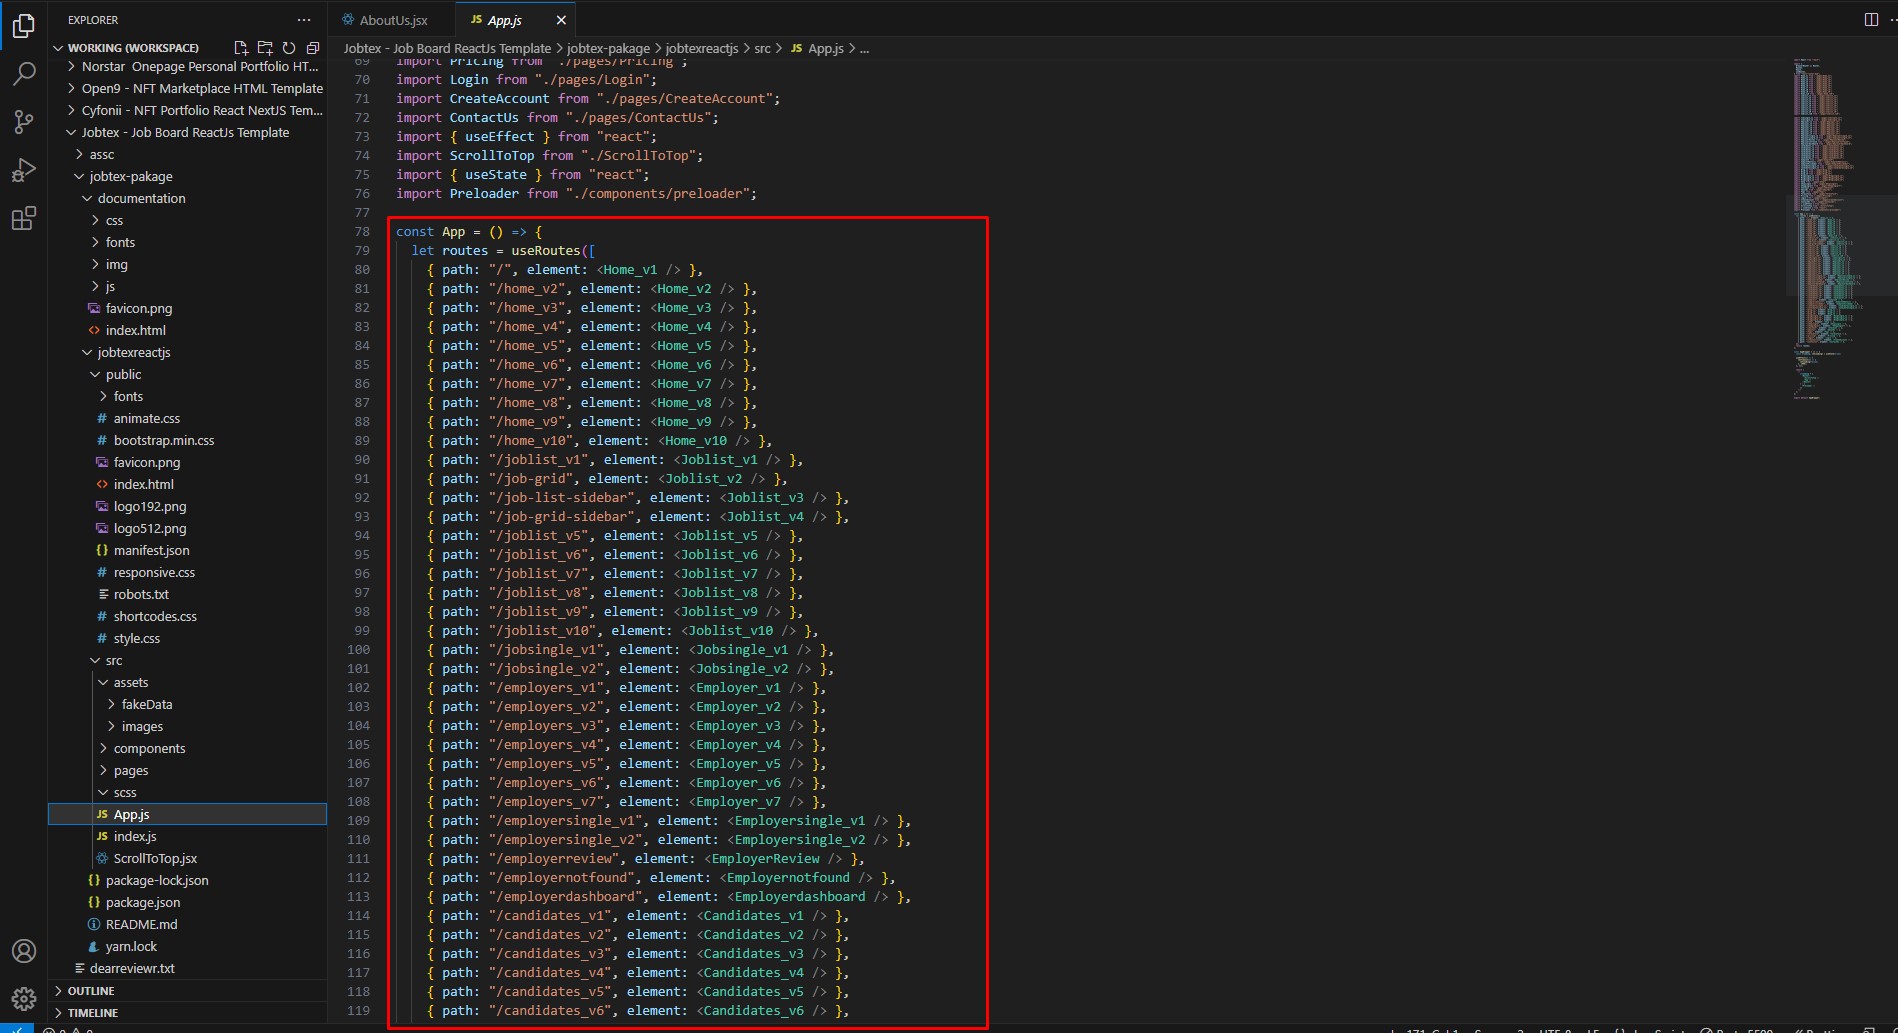 EXPLORER
WORKING (WORKSPACE)
Norstar Onepage Personal Portfolio HT...
Open9 - NFT Marketplace HTML Template
Cyfonii - NFT Portfolio React NextJS Tem...
Jobtex - Job Board ReactJs Template
assc
jobtex-pakage
documentation
css
fonts
img
js
favicon.png
index.html
jobtexreactjs
public
fonts
animate.css
bootstrap.min.css
favicon.png
index.html
logo192.png
logo512.png
manifest.json
responsive.css
robots.txt
shortcodes.css
style.css
src
assets
fakeData
images
components
pages
scss
App.js
index.js
ScrollToTop.jsx
package-lock.json
package.json
README.md
yarn.lock
dearreviewr.txt
OUTLINE
TIMELINE
AboutUs.jsx
JS App.js
Jobtex - Job Board ReactJs Template > jobtex-pakage > jobtexreactjs > src > JS App.js > ...
69 import Pricing from "./pages/Pricing";
70 import Login from "./pages/Login";
71 import CreateAccount from "./pages/CreateAccount";
72 import ContactUs from "./pages/ContactUs";
73 import { useEffect } from "react";
74 import ScrollToTop from "./ScrollToTop";
75 import { useState } from "react";
76 import Preloader from "./components/preloader";
77
78 const App = () => {
79 let routes = useRoutes([
80 { path: "/", element: <Home_v1 /> },
81 { path: "/home_v2", element: <Home_v2 /> },
82 { path: "/home_v3", element: <Home_v3 /> },
83 { path: "/home_v4", element: <Home_v4 /> },
84 { path: "/home_v5", element: <Home_v5 /> },
85 { path: "/home_v6", element: <Home_v6 /> },
86 { path: "/home_v7", element: <Home_v7 /> },
87 { path: "/home_v8", element: <Home_v8 /> },
88 { path: "/home_v9", element: <Home_v9 /> },
89 { path: "/home_v10", element: <Home_v10 /> },
90 { path: "/joblist_v1", element: <Joblist_v1 /> },
91 { path: "/job-grid", element: <Joblist_v2 /> },
92 { path: "/job-list-sidebar", element: <Joblist_v3 /> },
93 { path: "/job-grid-sidebar", element: <Joblist_v4 /> },
94 { path: "/joblist_v5", element: <Joblist_v5 /> },
95 { path: "/joblist_v6", element: <Joblist_v6 /> },
96 { path: "/joblist_v7", element: <Joblist_v7 /> },
97 { path: "/joblist_v8", element: <Joblist_v8 /> },
98 { path: "/joblist_v9", element: <Joblist_v9 /> },
99 { path: "/joblist_v10", element: <Joblist_v10 /> },
100 { path: "/jobsingle_v1", element: <Jobsingle_v1 /> },
101 { path: "/jobsingle_v2", element: <Jobsingle_v2 /> },
102 { path: "/employers_v1", element: <Employer_v1 /> },
103 { path: "/employers_v2", element: <Employer_v2 /> },
104 { path: "/employers_v3", element: <Employer_v3 /> },
105 { path: "/employers_v4", element: <Employer_v4 /> },
106 { path: "/employers_v5", element: <Employer_v5 /> },
107 { path: "/employers_v6", element: <Employer_v6 /> },
108 { path: "/employers_v7", element: <Employer_v7 /> },
109 { path: "/employersingle_v1", element: <Employersingle_v1 /> },
110 { path: "/employersingle_v2", element: <Employersingle_v2 /> },
111 { path: "/employerreview", element: <EmployerReview /> },
112 { path: "/employernotfound", element: <Employernotfound /> },
113 { path: "/employerdashboard", element: <Employerdashboard /> },
114 { path: "/candidates_v1", element: <Candidates_v1 /> },
115 { path: "/candidates_v2", element: <Candidates_v2 /> },
116 { path: "/candidates_v3", element: <Candidates_v3 /> },
117 { path: "/candidates_v4", element: <Candidates_v4 /> },
118 { path: "/candidates_v5", element: <Candidates_v5 /> },
119 { path: "/candidates_v6", element: <Candidates_v6 /> },